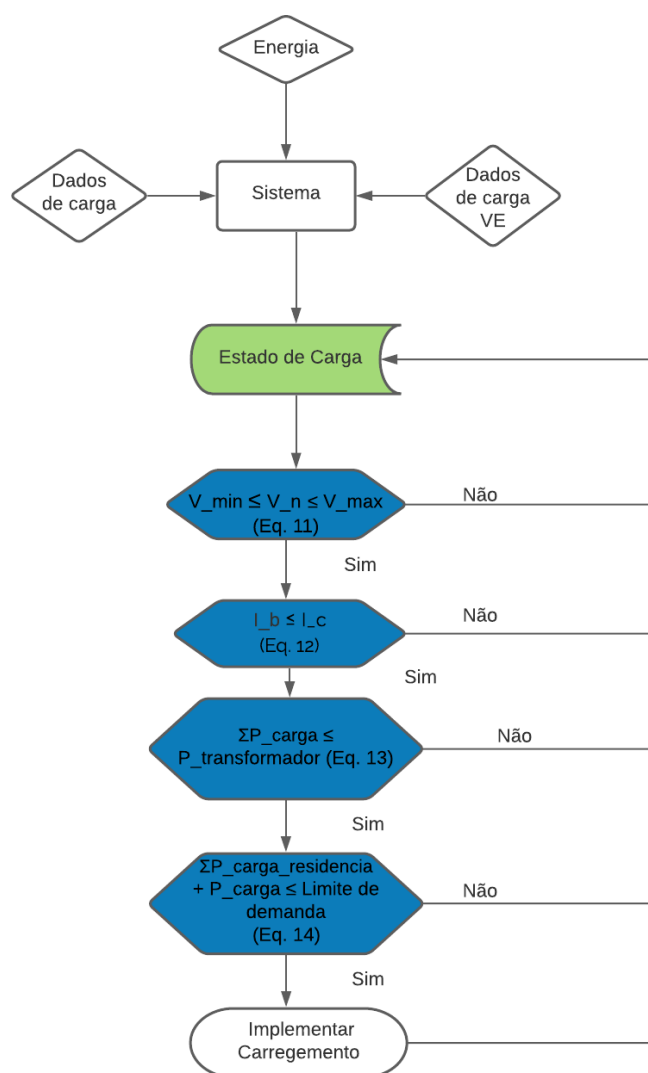 Energia
Dados
de carga
Sistema
Dados
de carga
VE
Estado de Carga
V_min ≤ V_n ≤ V_max
(Eq. 11)
Não
Sim
I_b ≤ I_c
(Eq. 12)
Não
Sim
ΣP_carga ≤
P_transformador (Eq. 13)
Não
Sim
ΣP_carga_residencia
+ P_carga ≤ Limite de
demanda
(Eq. 14)
Não
Sim
Implementar
Carregemento